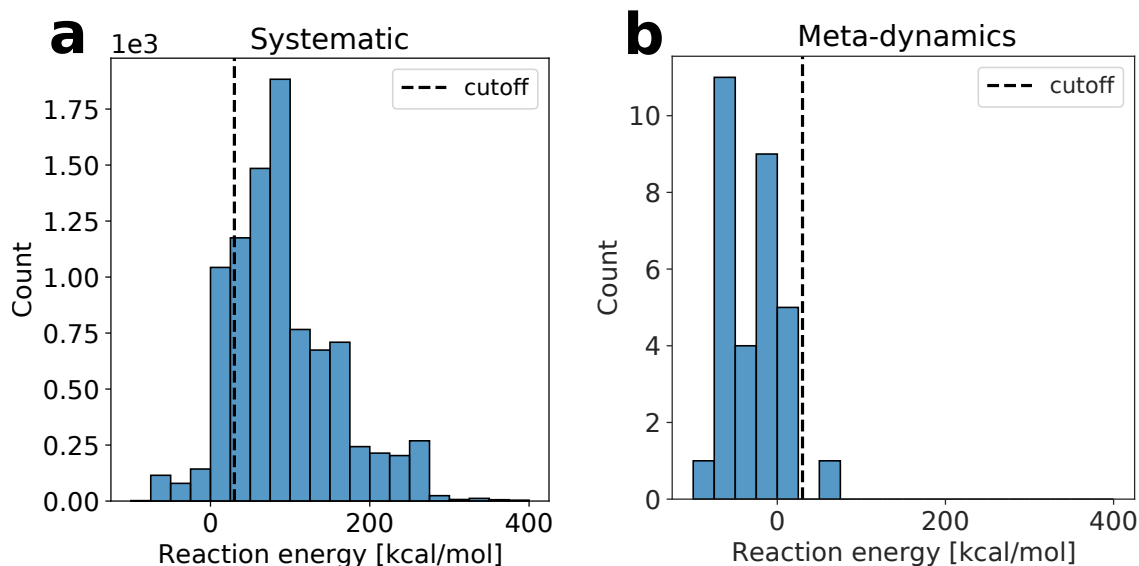 a
1e3
Systematic
cutoff
Count
1.75
1.50
1.25
1.00
0.75
0.50
0.25
0.00
0
200
400
Reaction energy [kcal/mol]
b
Meta-dynamics
cutoff
Count
10
8
6
4
2
0
0
200
400
Reaction energy [kcal/mol]